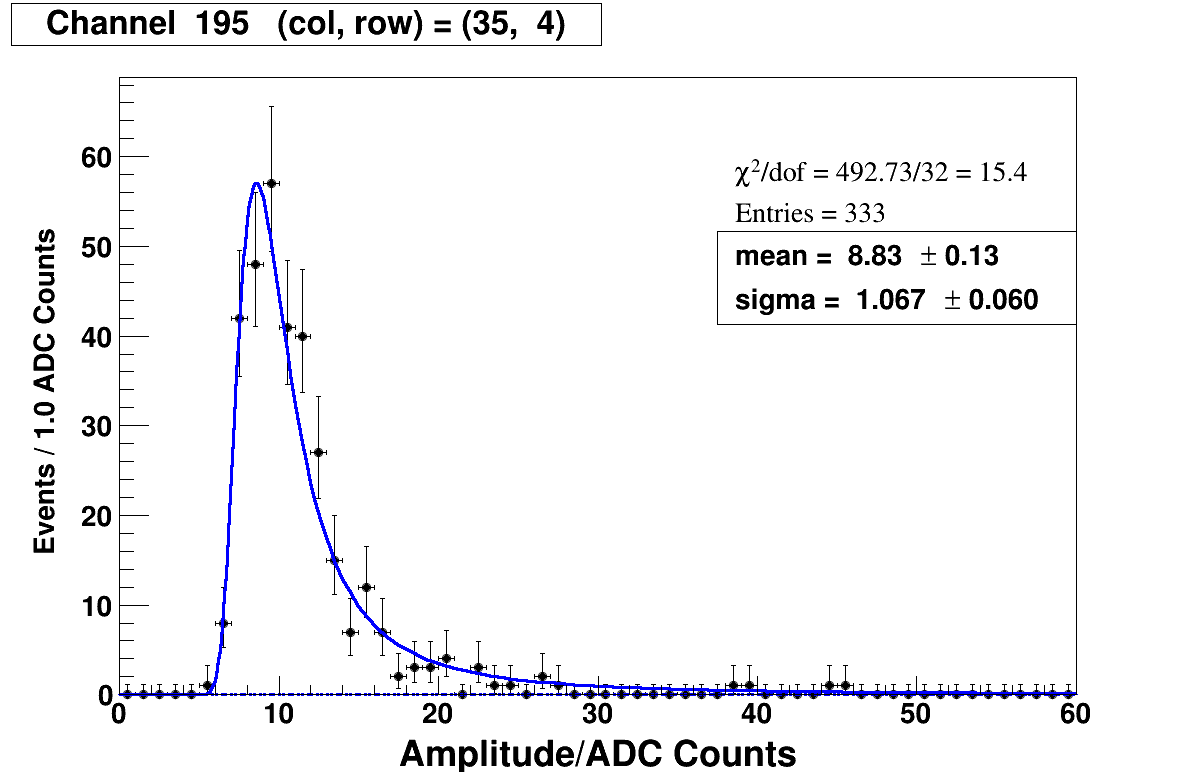 Channel 195 (col, row) = (35, 4)
χ²/dof = 492.73/32 = 15.4
Entries = 333
mean = 8.83 ± 0.13
sigma = 1.067 ± 0.060
Events / 1.0 ADC Counts
60
50
40
30
20
10
0
0 10 20 30 40 50 60
Amplitude/ADC Counts